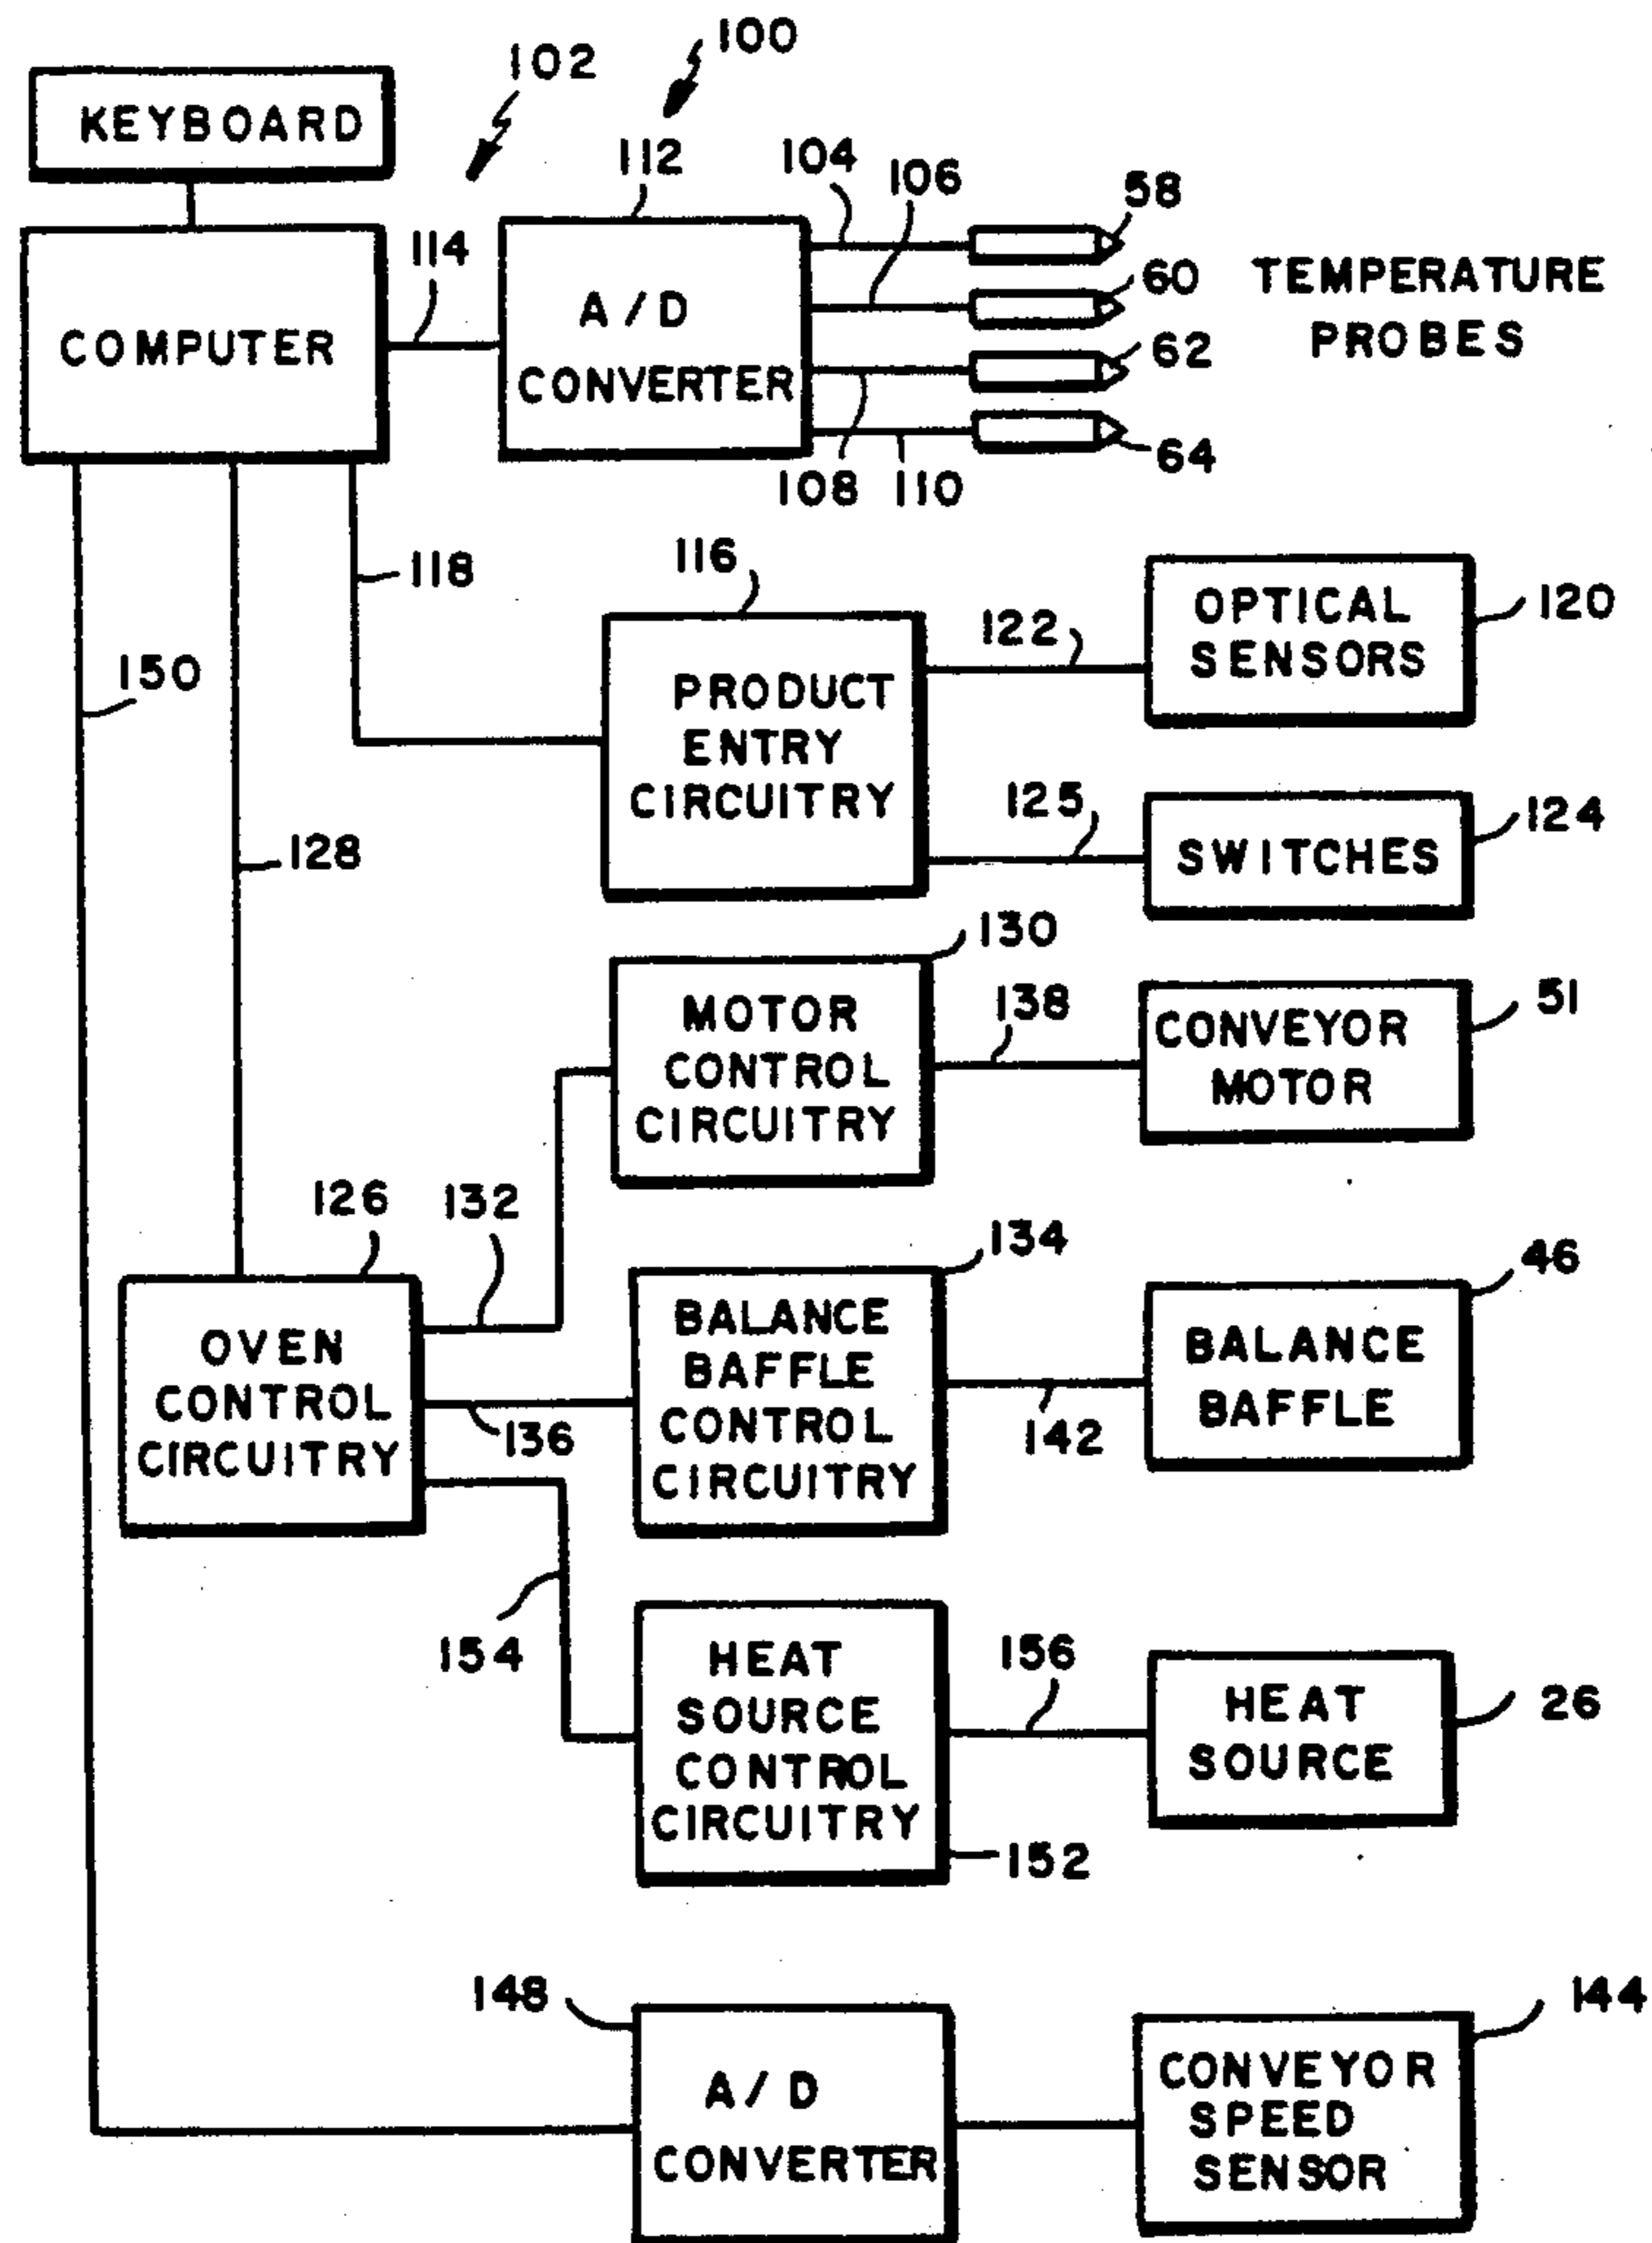 100
102
KEYBOARD
112
104
106
58
114
60
TEMPERATURE
PROBES
A/D
CONVERTER
COMPUTER
62
64
108
110
118
116
OPTICAL
SENSORS
120
122
150
PRODUCT
ENTRY
CIRCUITRY
125
SWITCHES
124
128
130
MOTOR
CONTROL
CIRCUITRY
138
CONVEYOR
MOTOR
51
126
132
134
46
OVEN
CONTROL
CIRCUITRY
136
BALANCE
BAFFLE
CONTROL
CIRCUITRY
142
BALANCE
BAFFLE
154
HEAT
SOURCE
CONTROL
CIRCUITRY
156
HEAT
SOURCE
26
152
148
144
A/D
CONVERTER
CONVEYOR
SPEED
SENSOR